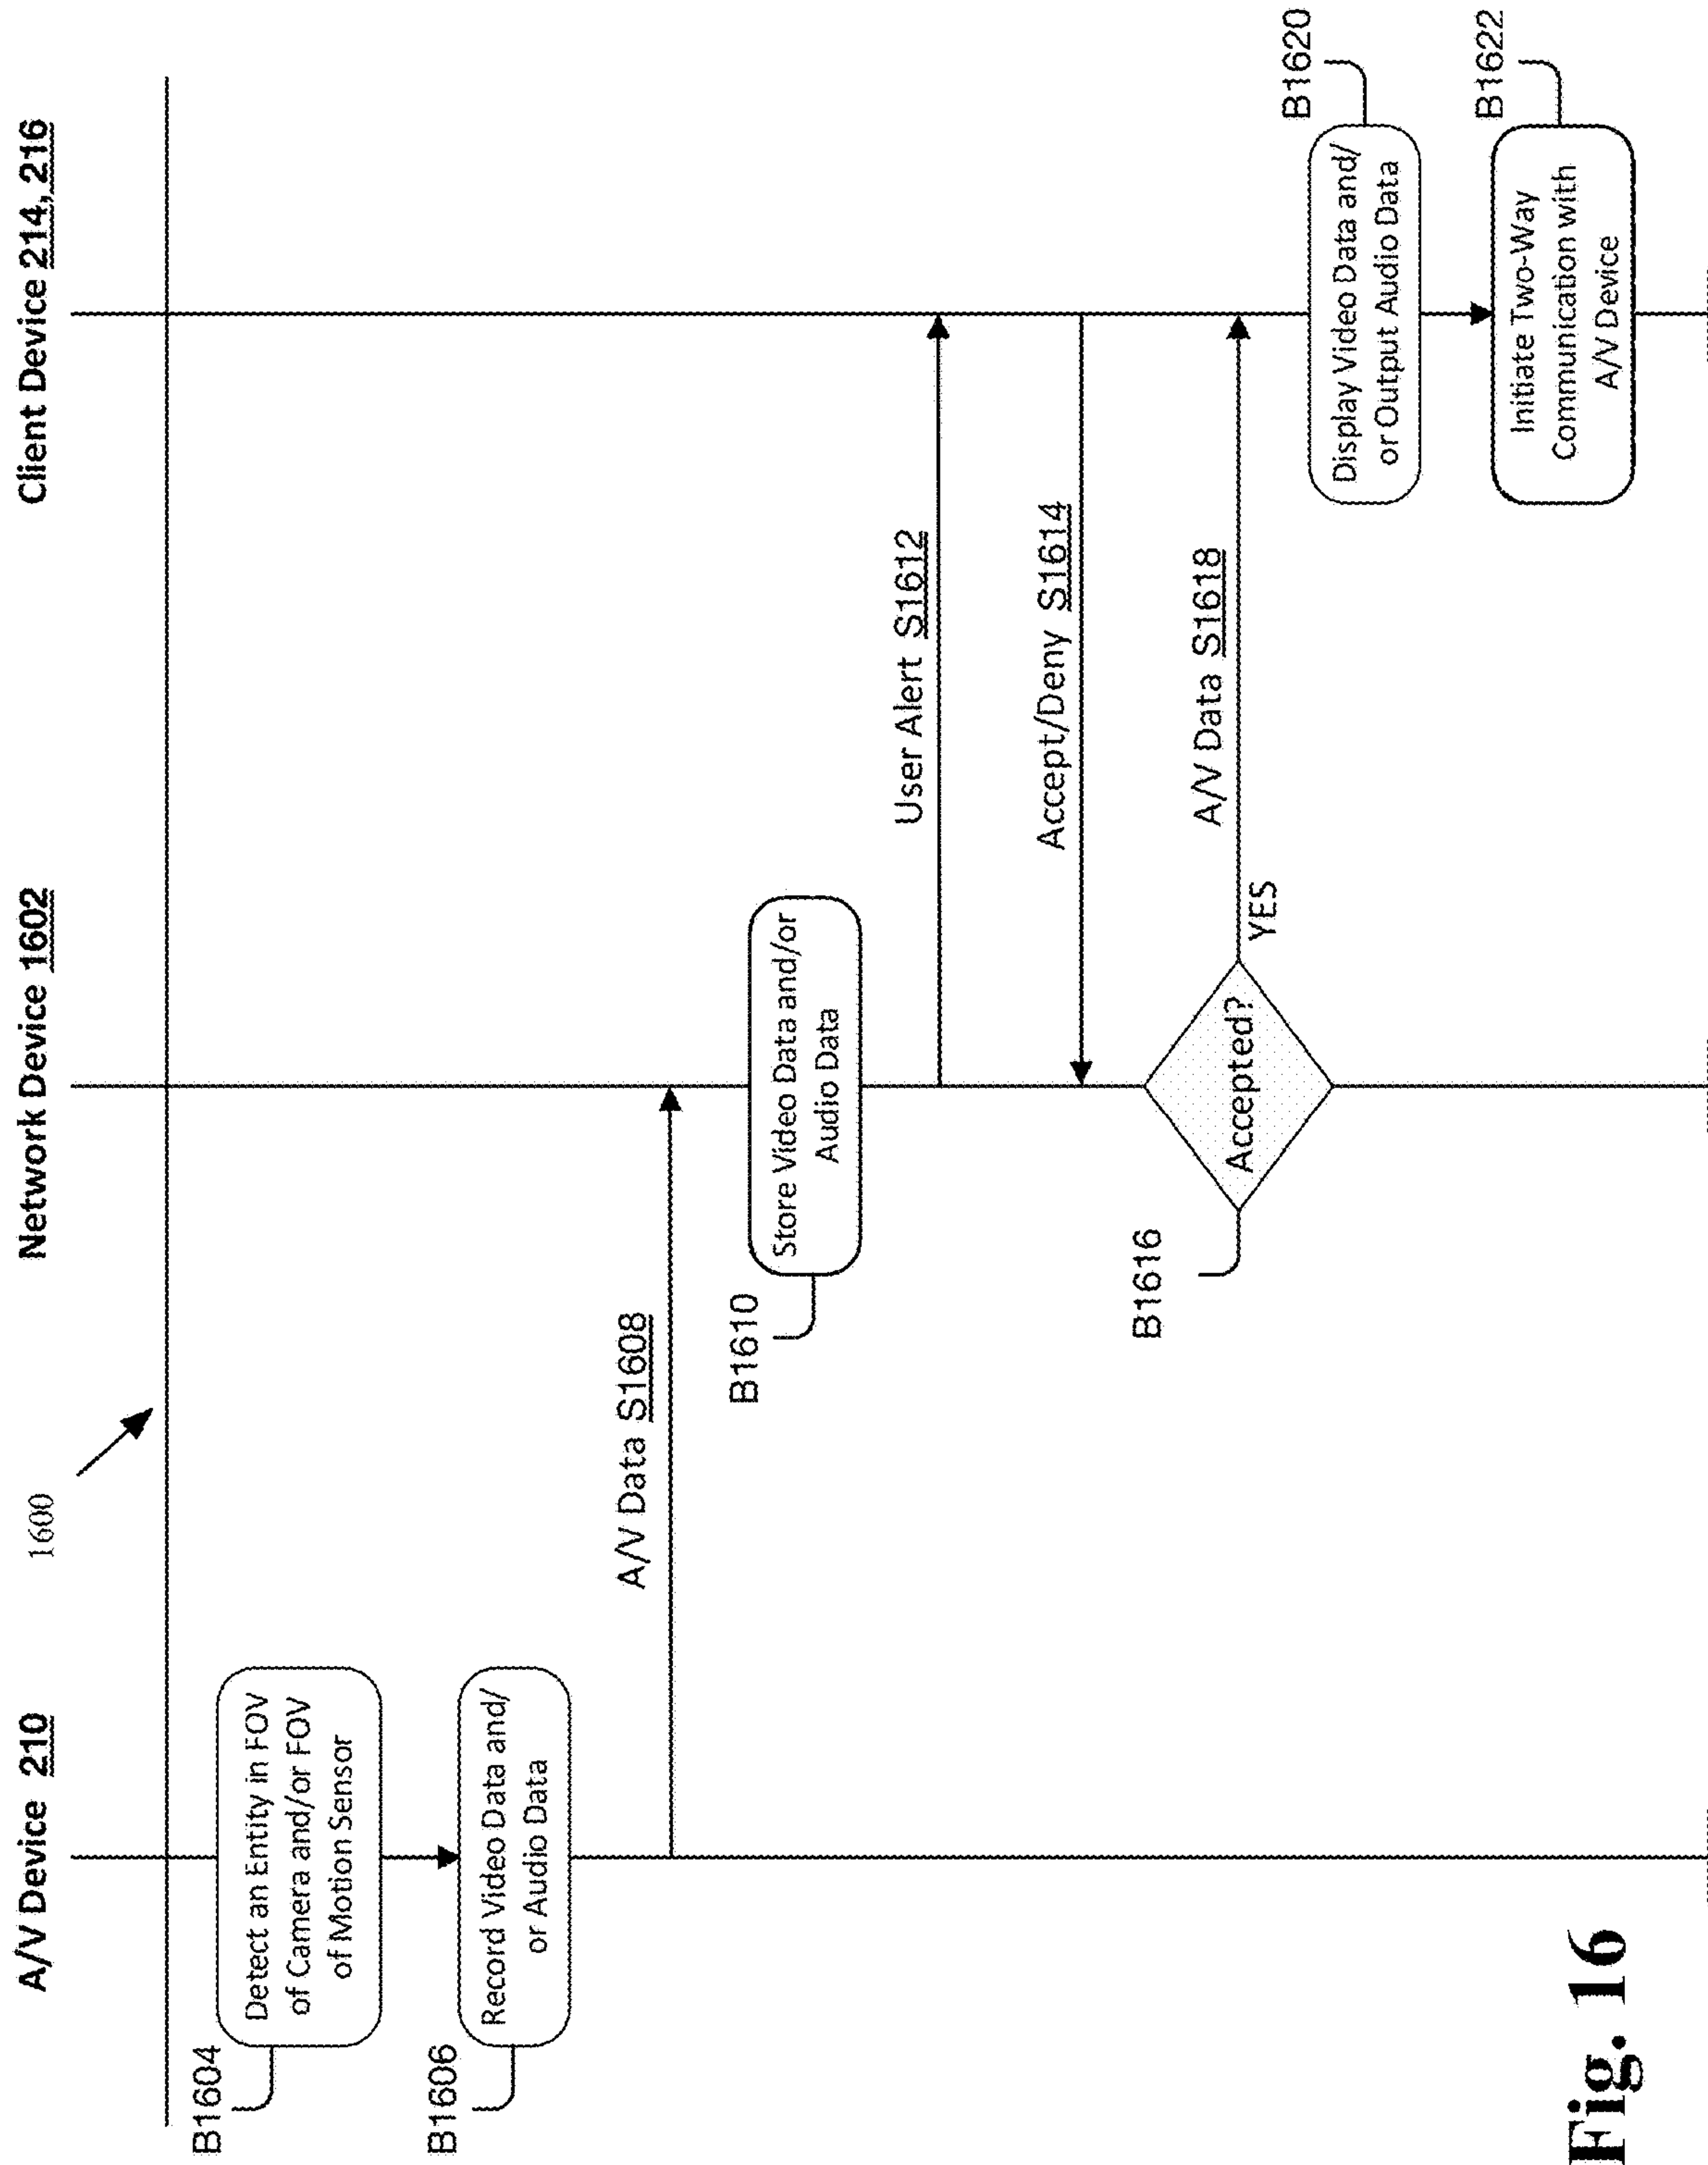 1600
A/V Device 210
Network Device 1602
Client Device 214, 216
B1604
Detect an Entity in FOV
of Camera and/or FOV
of Motion Sensor
B1606
Record Video Data and/
or Audio Data
A/V Data S1608
B1610
Store Video Data and/or
Audio Data
User Alert S1612
Accept/Deny S1614
B1616
Accepted?
YES
A/V Data S1618
B1620
Display Video Data and/
or Output Audio Data
B1622
Initiate Two-Way
Communication with
A/V Device
Fig. 16